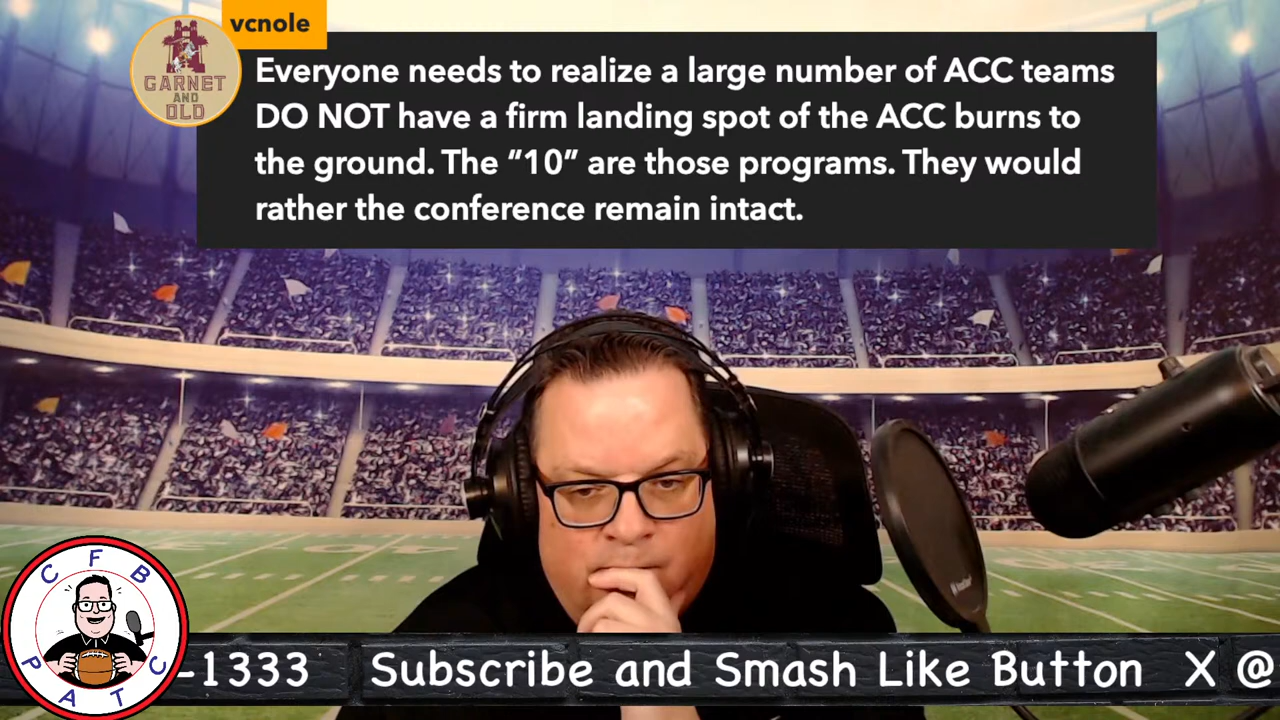 vcnole
GARNET
AND
OLD
Everyone needs to realize a large number of ACC teams
DO NOT have a firm landing spot of the ACC burns to
the ground. The “10” are those programs. They would
rather the conference remain intact.
CFB
PATC
-1333 Subscribe and Smash Like Button X @